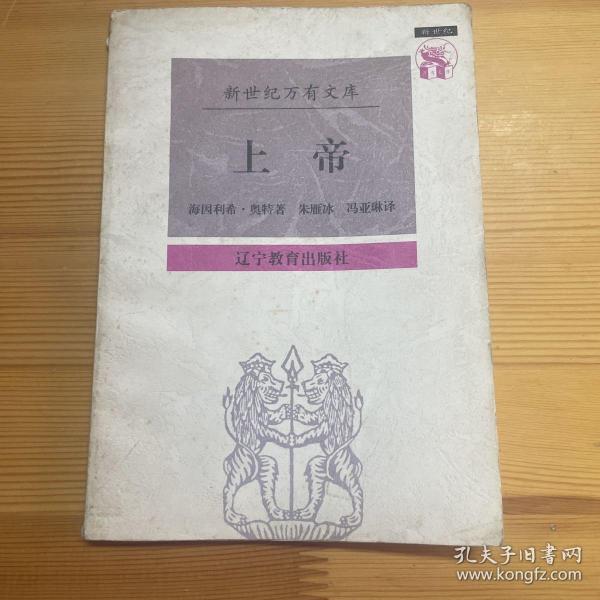 新世纪
新世纪万有文库
上帝
海因利希·奥特著 朱雁冰 冯亚琳译
辽宁教育出版社
孔夫子旧书网
www.kongfz.com